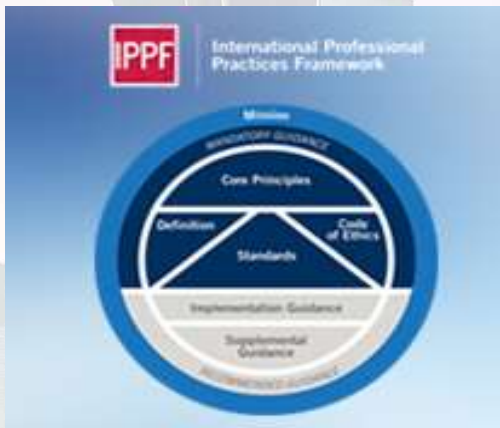 IPPF
International Professional
Practices Framework
Mission
MANDATORY GUIDANCE
Core Principles
Definition
Code
of Ethics
Standards
Implementation Guidance
Supplemental
Guidance
RECOMMENDED GUIDANCE